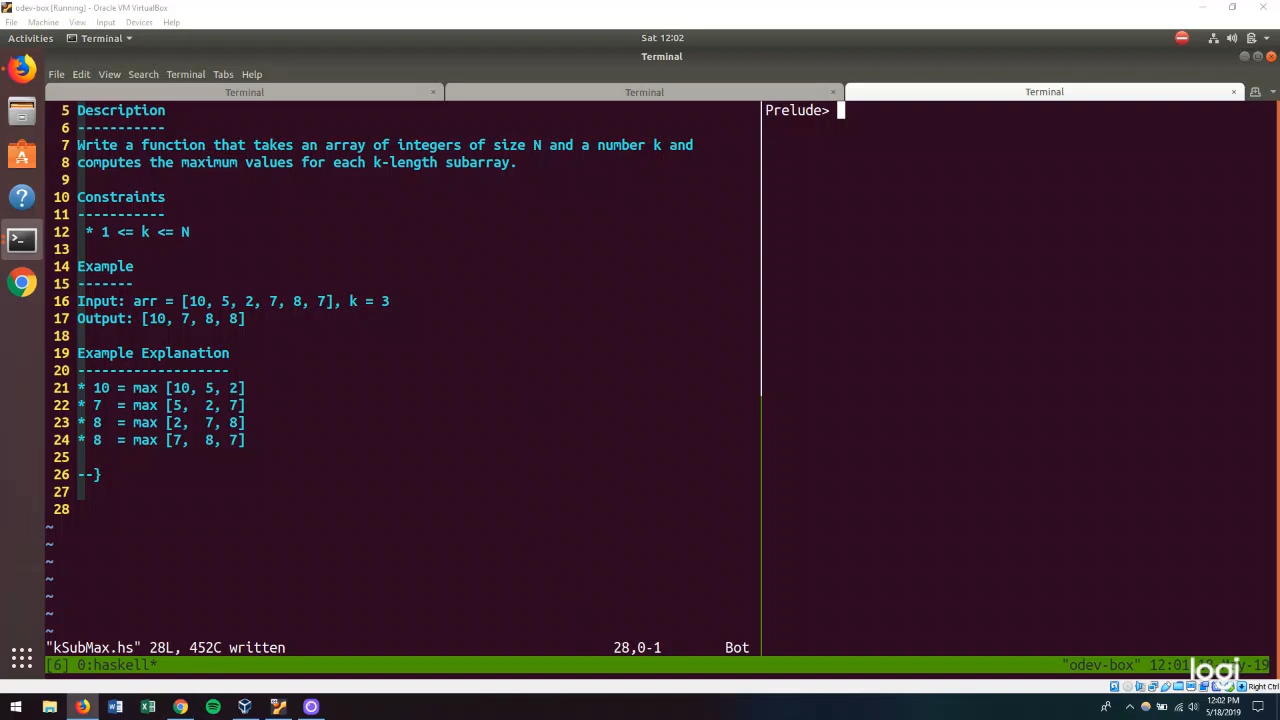 odev-box [Running] - Oracle VM VirtualBox
File Machine View Input Devices Help
Activities Terminal Sat 12:02
Terminal
File Edit View Search Terminal Tabs Help
Terminal × Terminal × Terminal ×
5 Description
6 -----------
7 Write a function that takes an array of integers of size N and a number k and
8 computes the maximum values for each k-length subarray.
9
10 Constraints
11 -----------
12 * 1 <= k <= N
13
14 Example
15 -------
16 Input: arr = [10, 5, 2, 7, 8, 7], k = 3
17 Output: [10, 7, 8, 8]
18
19 Example Explanation
20 -------------------
21 * 10 = max [10, 5, 2]
22 * 7  = max [5,  2, 7]
23 * 8  = max [2,  7, 8]
24 * 8  = max [7,  8, 7]
25
26 --}
27
28
~
~
~
~
~
~
~
"kSubMax.hs" 28L, 452C written 28,0-1 Bot
Prelude>
[6] 0:haskell* "odev-box" 12:01
logi
Right Ctrl
12:02 PM
5/18/2019